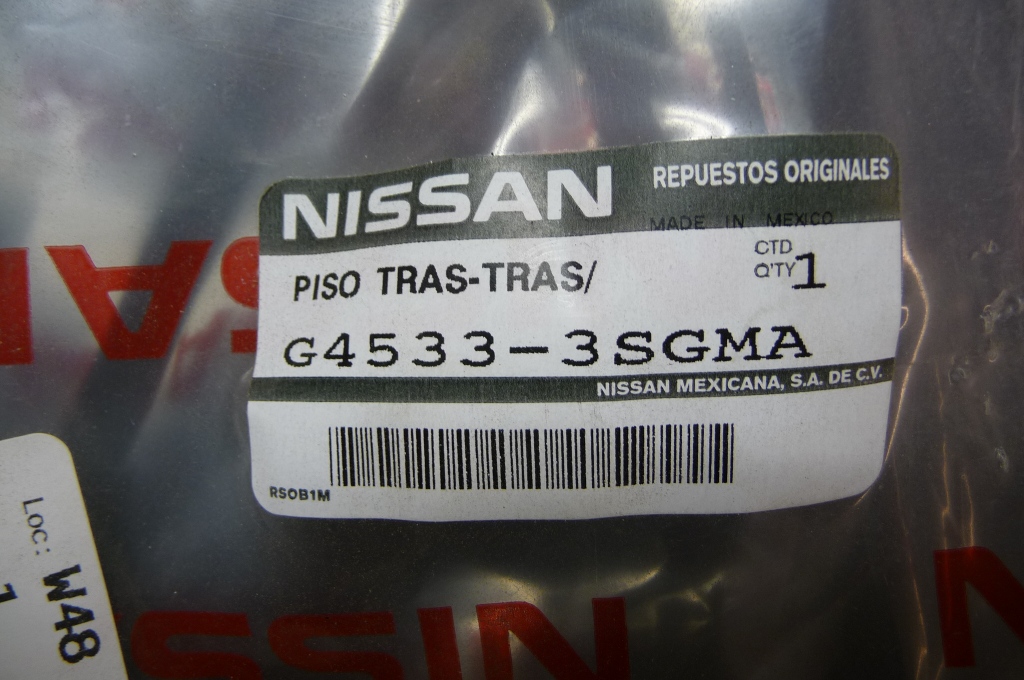 NISSAN
REPUESTOS ORIGINALES
MADE IN MEXICO
PISO TRAS-TRAS/
CTD
Q'TY 1
G4533-3SGMA
NISSAN MEXICANA, S.A. DE C.V.
RSOB1M
LOC: W48